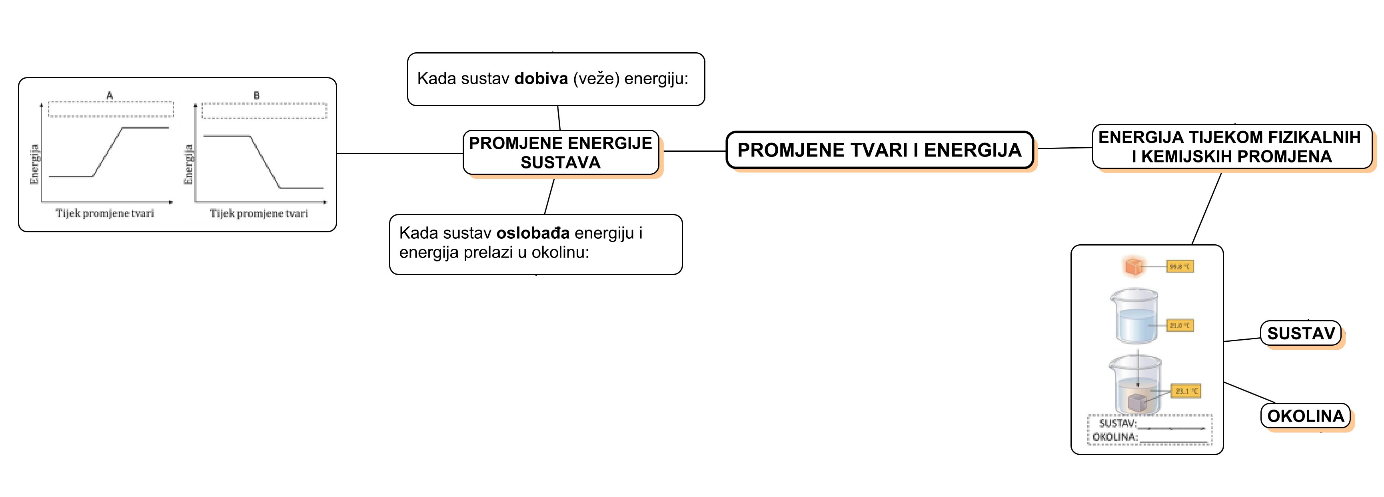 A
Energija
Tijek promjene tvari
B
Energija
Tijek promjene tvari
Kada sustav dobiva (veže) energiju:
PROMJENE ENERGIJE
SUSTAVA
Kada sustav oslobađa energiju i
energija prelazi u okolinu:
PROMJENE TVARI I ENERGIJA
ENERGIJA TIJEKOM FIZIKALNIH
I KEMIJSKIH PROMJENA
99.8 °C
21.0 °C
23.1 °C
SUSTAV:
OKOLINA:
SUSTAV
OKOLINA